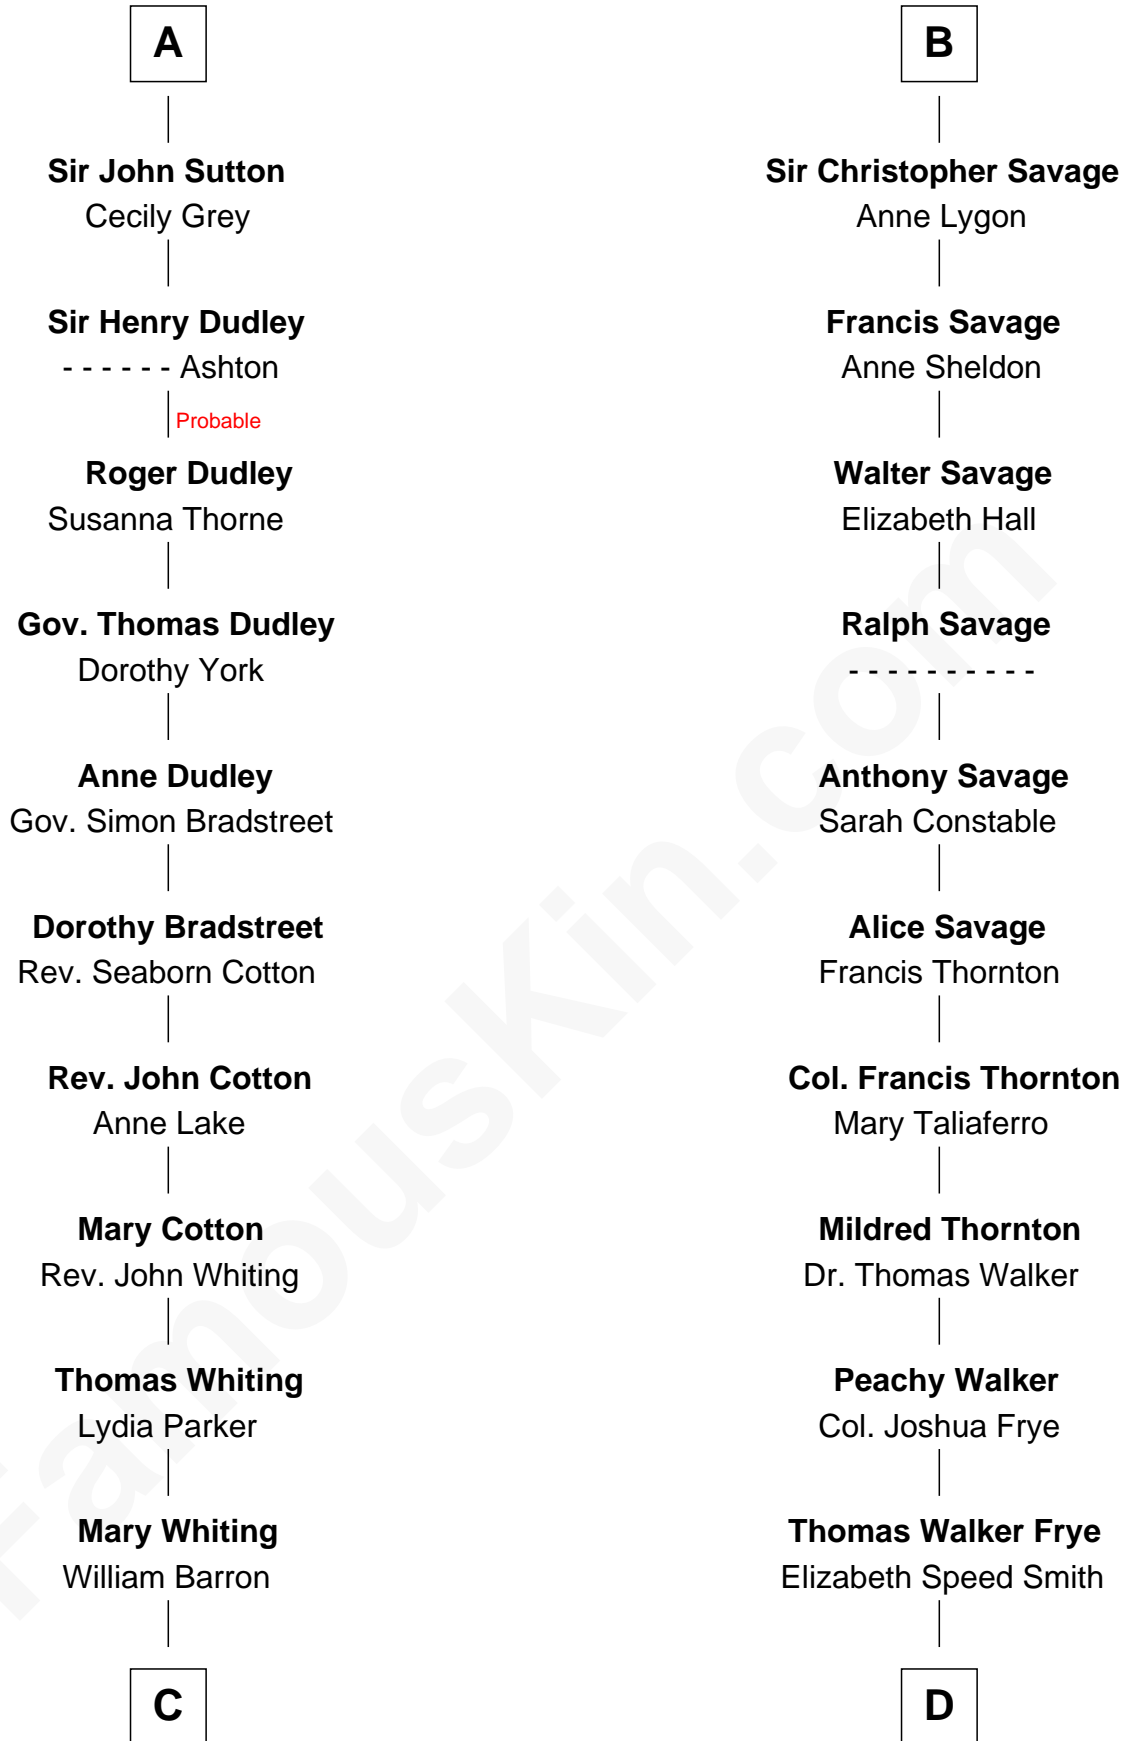 A
Sir John Sutton
Cecily Grey
Sir Henry Dudley
- - - - - - Ashton
Probable
Roger Dudley
Susanna Thorne
Gov. Thomas Dudley
Dorothy York
Anne Dudley
Gov. Simon Bradstreet
Dorothy Bradstreet
Rev. Seaborn Cotton
Rev. John Cotton
Anne Lake
Mary Cotton
Rev. John Whiting
Thomas Whiting
Lydia Parker
Mary Whiting
William Barron
C
B
Sir Christopher Savage
Anne Lygon
Francis Savage
Anne Sheldon
Walter Savage
Elizabeth Hall
Ralph Savage
- - - - - - - - - -
Anthony Savage
Sarah Constable
Alice Savage
Francis Thornton
Col. Francis Thornton
Mary Taliaferro
Mildred Thornton
Dr. Thomas Walker
Peachy Walker
Col. Joshua Frye
Thomas Walker Frye
Elizabeth Speed Smith
D
FamousKin.com